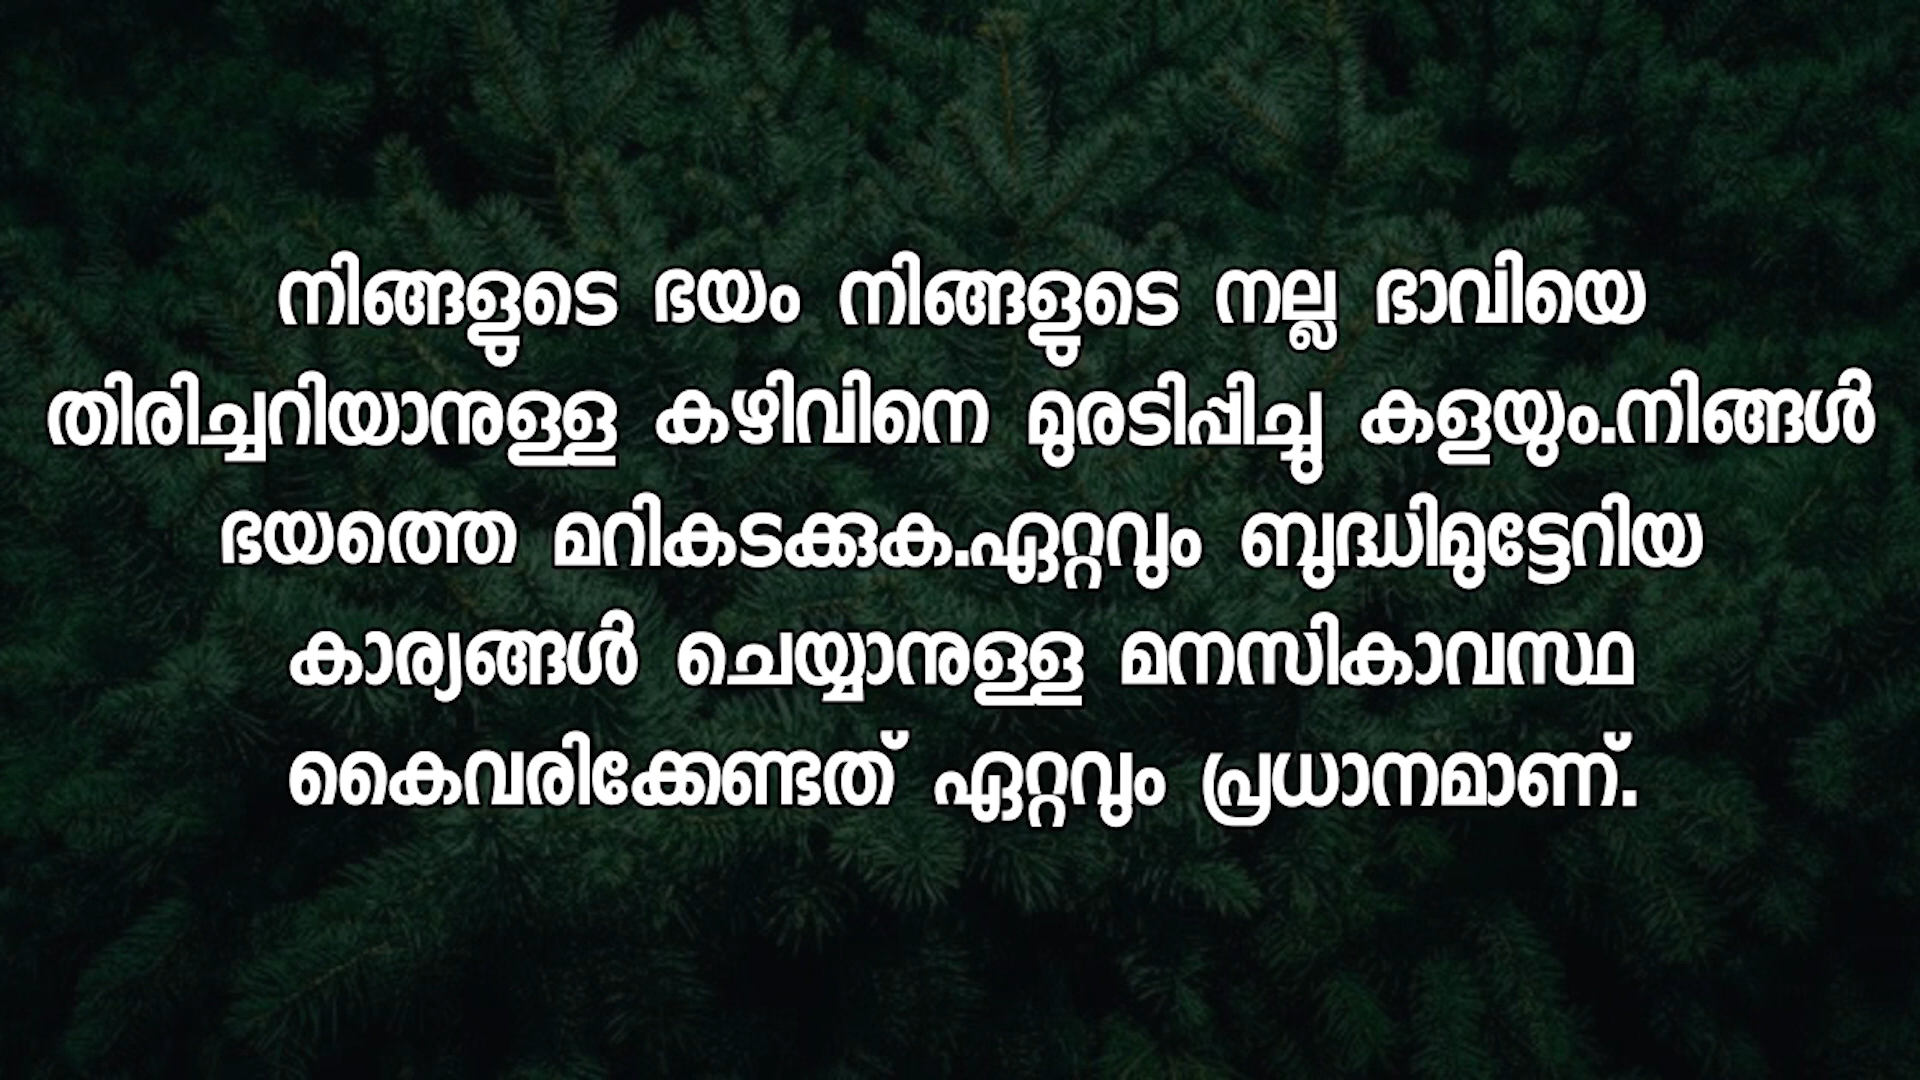 നിങ്ങളുടെ ഭയം നിങ്ങളുടെ നല്ല ഭാവിയെ
തിരിച്ചറിയാനുള്ള കഴിവിനെ മുരടിപ്പിച്ചു കളയും.നിങ്ങൾ
ഭയത്തെ മറികടക്കുക.ഏറ്റവും ബുദ്ധിമുട്ടേറിയ
കാര്യങ്ങൾ ചെയ്യാനുള്ള മനസികാവസ്ഥ
കൈവരിക്കേണ്ടത് ഏറ്റവും പ്രധാനമാണ്.